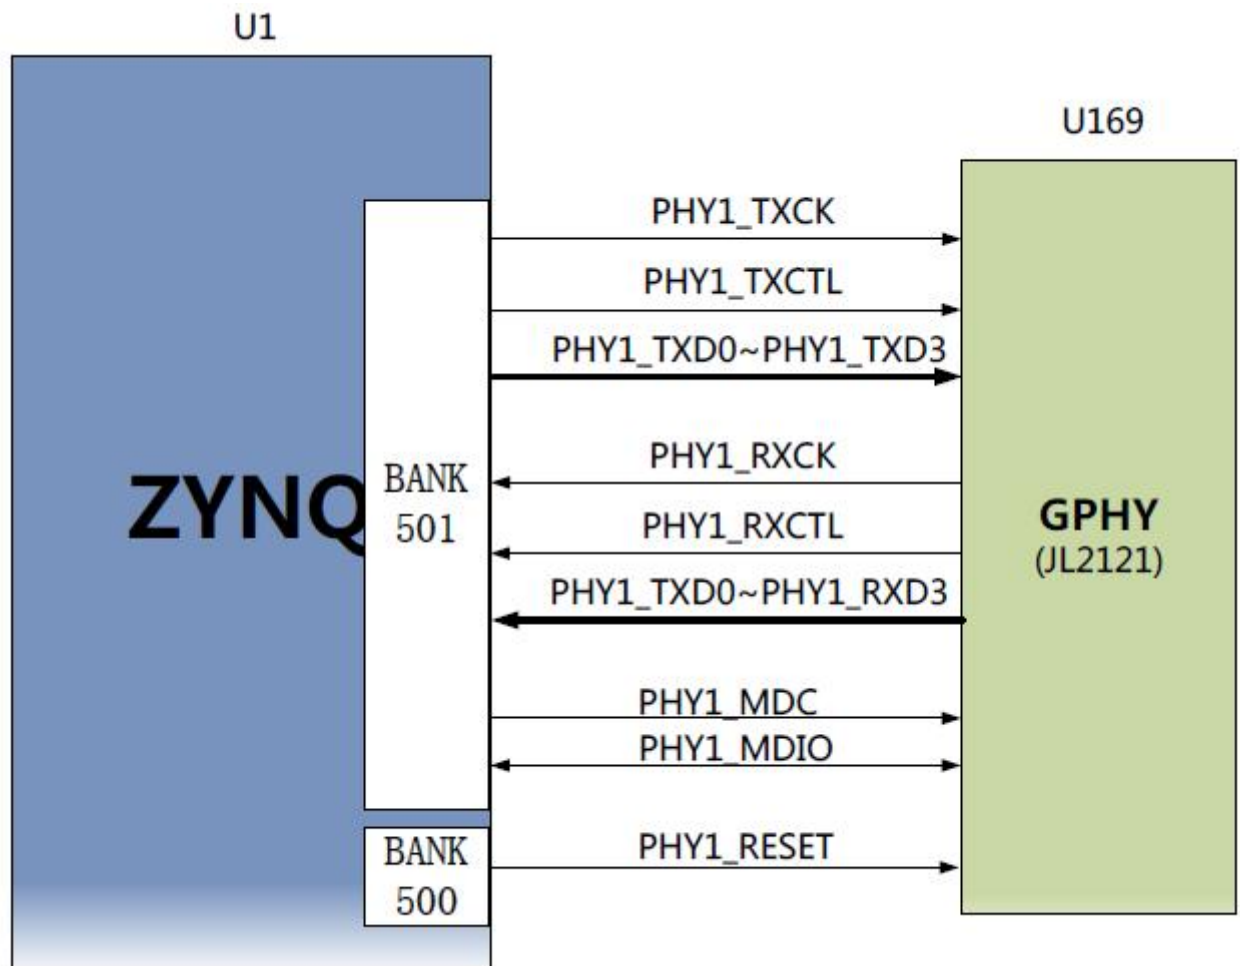 U1
U169
PHY1_TXCK
PHY1_TXCTL
PHY1_TXD0~PHY1_TXD3
PHY1_RXCK
PHY1_RXCTL
PHY1_TXD0~PHY1_RXD3
PHY1_MDC
PHY1_MDIO
PHY1_RESET
ZYNQ
BANK
501
BANK
500
GPHY
(JL2121)